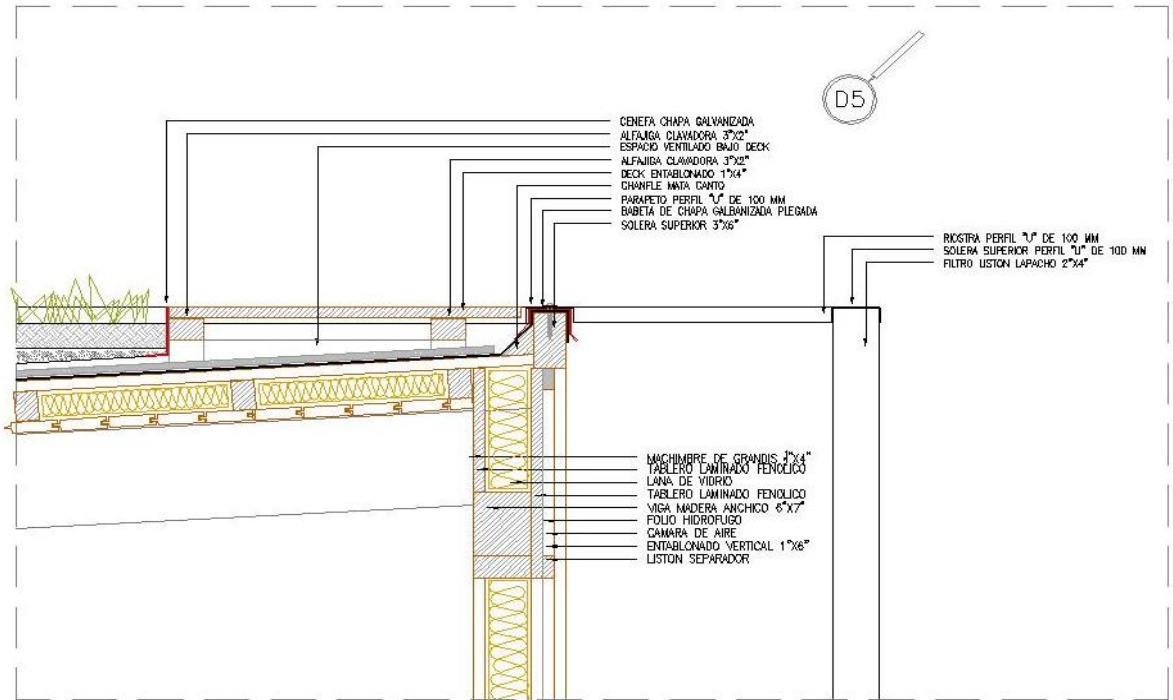 D5
CENEFA CHAPA GALVANIZADA
ALFAJIGA CLAVADORA 3"X2"
ESPACIO VENTILADO BAJO DECK
ALFAJIGA CLAVADORA 3"X2"
DECK ENTABLONADO 1"X4"
CHANFLE MATA CANTO
PARAPETO PERFIL "U" DE 100 MM
BABETA DE CHAPA GALBANIZADA PLEGADA
SOLERA SUPERIOR 3"X6"
RIOSTRA PERFIL "U" DE 100 MM
SOLERA SUPERIOR PERFIL "U" DE 100 MM
FILTRO LISTON LAPACHO 2"X4"
MACHIMBRE DE GRANDIS 1"X4"
TABLERO LAMINADO FENOLICO
LANA DE VIDRIO
TABLERO LAMINADO FENOLICO
VIGA MADERA ANCHICO 6"X7"
FOLIO HIDROFUGO
CAMARA DE AIRE
ENTABLONADO VERTICAL 1"X6"
LISTON SEPARADOR